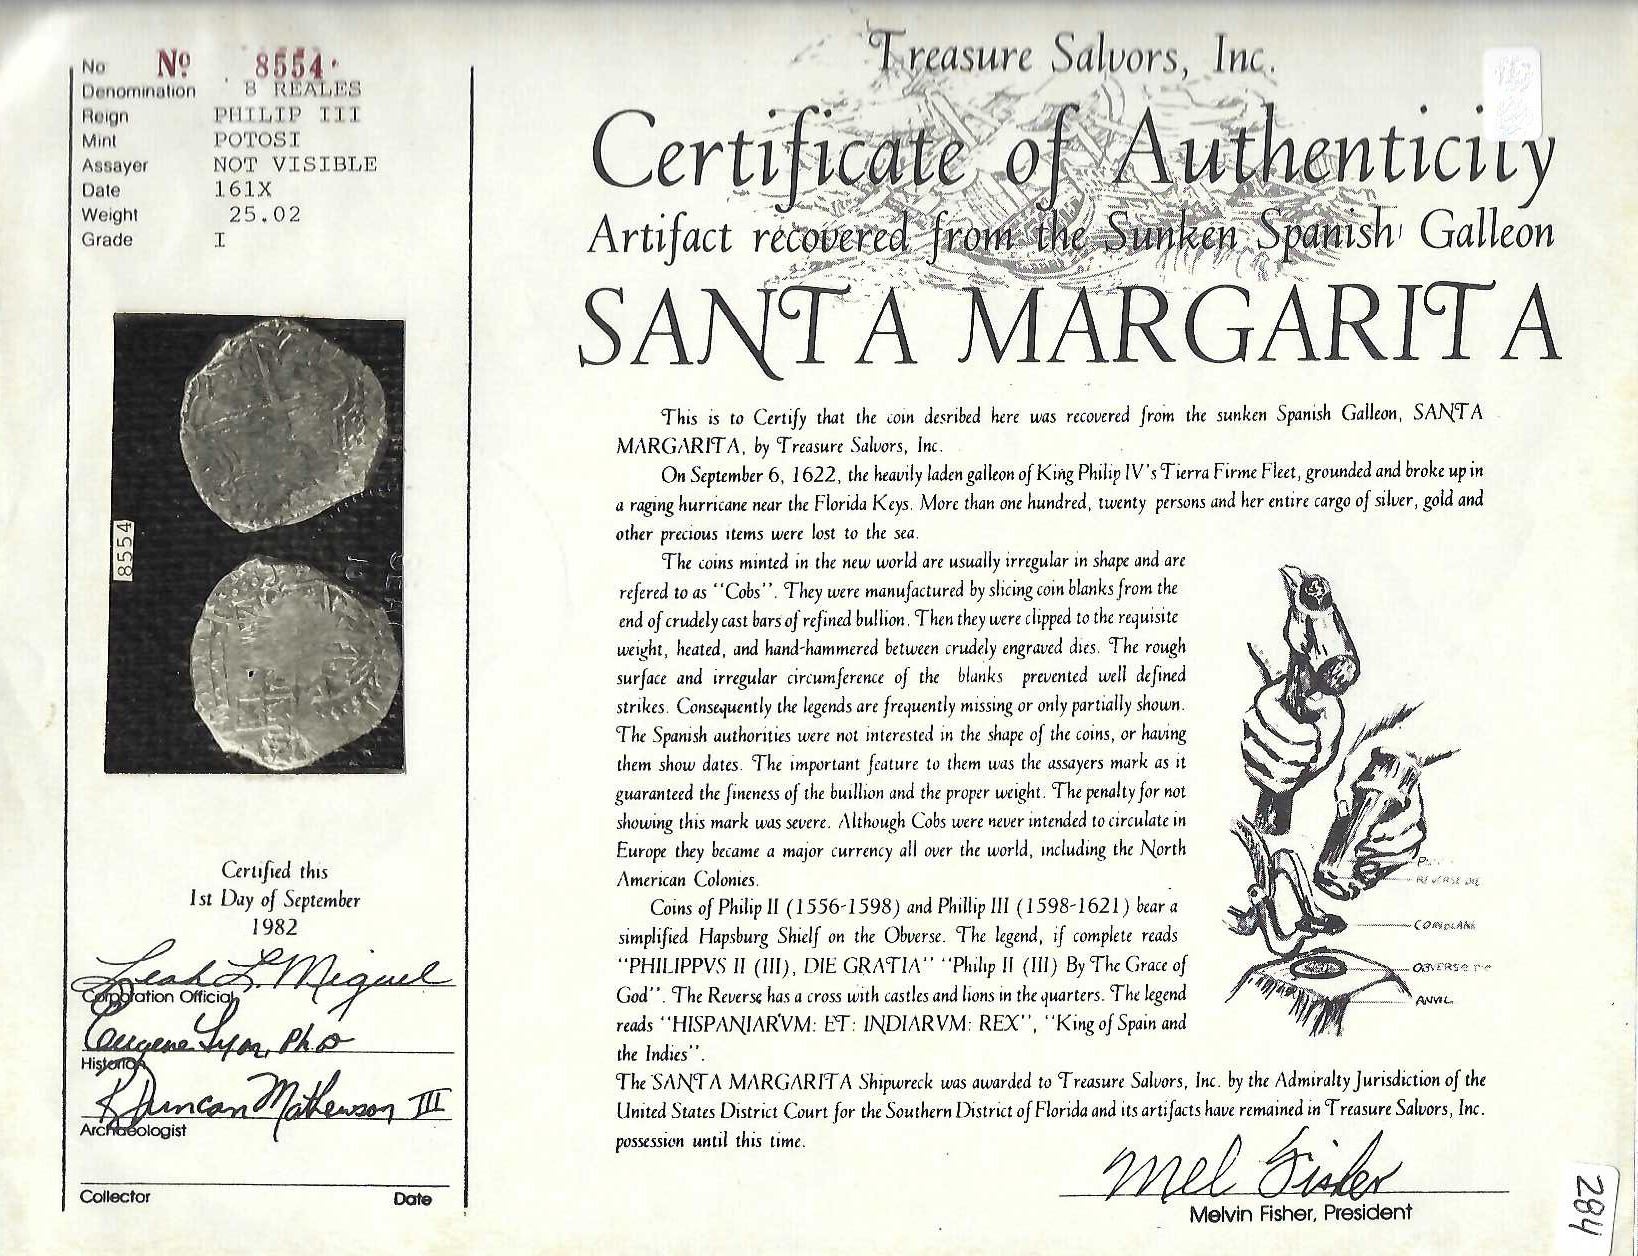 No Nº 8554
Denomination 8 REALES
Reign PHILIP III
Mint POTOSI
Assayer NOT VISIBLE
Date 161X
Weight 25.02
Grade I
8554
Certified this
1st Day of September
1982
Leah L. Miguel
Corporation Official
Eugene Lyon, Ph.D
Historian
R Duncan Mathewson III
Archaeologist
Collector Date
Treasure Salvors, Inc.
Certificate of Authenticity
Artifact recovered from the Sunken Spanish Galleon
SANTA MARGARITA
This is to Certify that the coin desribed here was recovered from the sunken Spanish Galleon, SANTA
MARGARITA, by Treasure Salvors, Inc.
On September 6, 1622, the heavily laden galleon of King Philip IV's Tierra Firme Fleet, grounded and broke up in
a raging hurricane near the Florida Keys. More than one hundred, twenty persons and her entire cargo of silver, gold and
other precious items were lost to the sea.
The coins minted in the new world are usually irregular in shape and are
refered to as "Cobs". They were manufactured by slicing coin blanks from the
end of crudely cast bars of refined bullion. Then they were clipped to the requisite
weight, heated, and hand-hammered between crudely engraved dies. The rough
surface and irregular circumference of the blanks prevented well defined
strikes. Consequently the legends are frequently missing or only partially shown.
The Spanish authorities were not interested in the shape of the coins, or having
them show dates. The important feature to them was the assayers mark as it
guaranteed the fineness of the buillion and the proper weight. The penalty for not
showing this mark was severe. Although Cobs were never intended to circulate in
Europe they became a major currency all over the world, including the North
American Colonies.
Coins of Philip II (1556-1598) and Phillip III (1598-1621) bear a
simplified Hapsburg Shielf on the Obverse. The legend, if complete reads
"PHILIPPVS II (III), DIE GRATIA" "Philip II (III) By The Grace of
God". The Reverse has a cross with castles and lions in the quarters. The legend
reads "HISPANIARVM: ET: INDIARVM: REX", "King of Spain and
the Indies".
The SANTA MARGARITA Shipwreck was awarded to Treasure Salvors, Inc. by the Admiralty Jurisdiction of the
United States District Court for the Southern District of Florida and its artifacts have remained in Treasure Salvors, Inc.
possession until this time.
REVERSE DIE
COIN BLANK
OBVERSE
ANVIL
Mel Fisher
Melvin Fisher, President
284